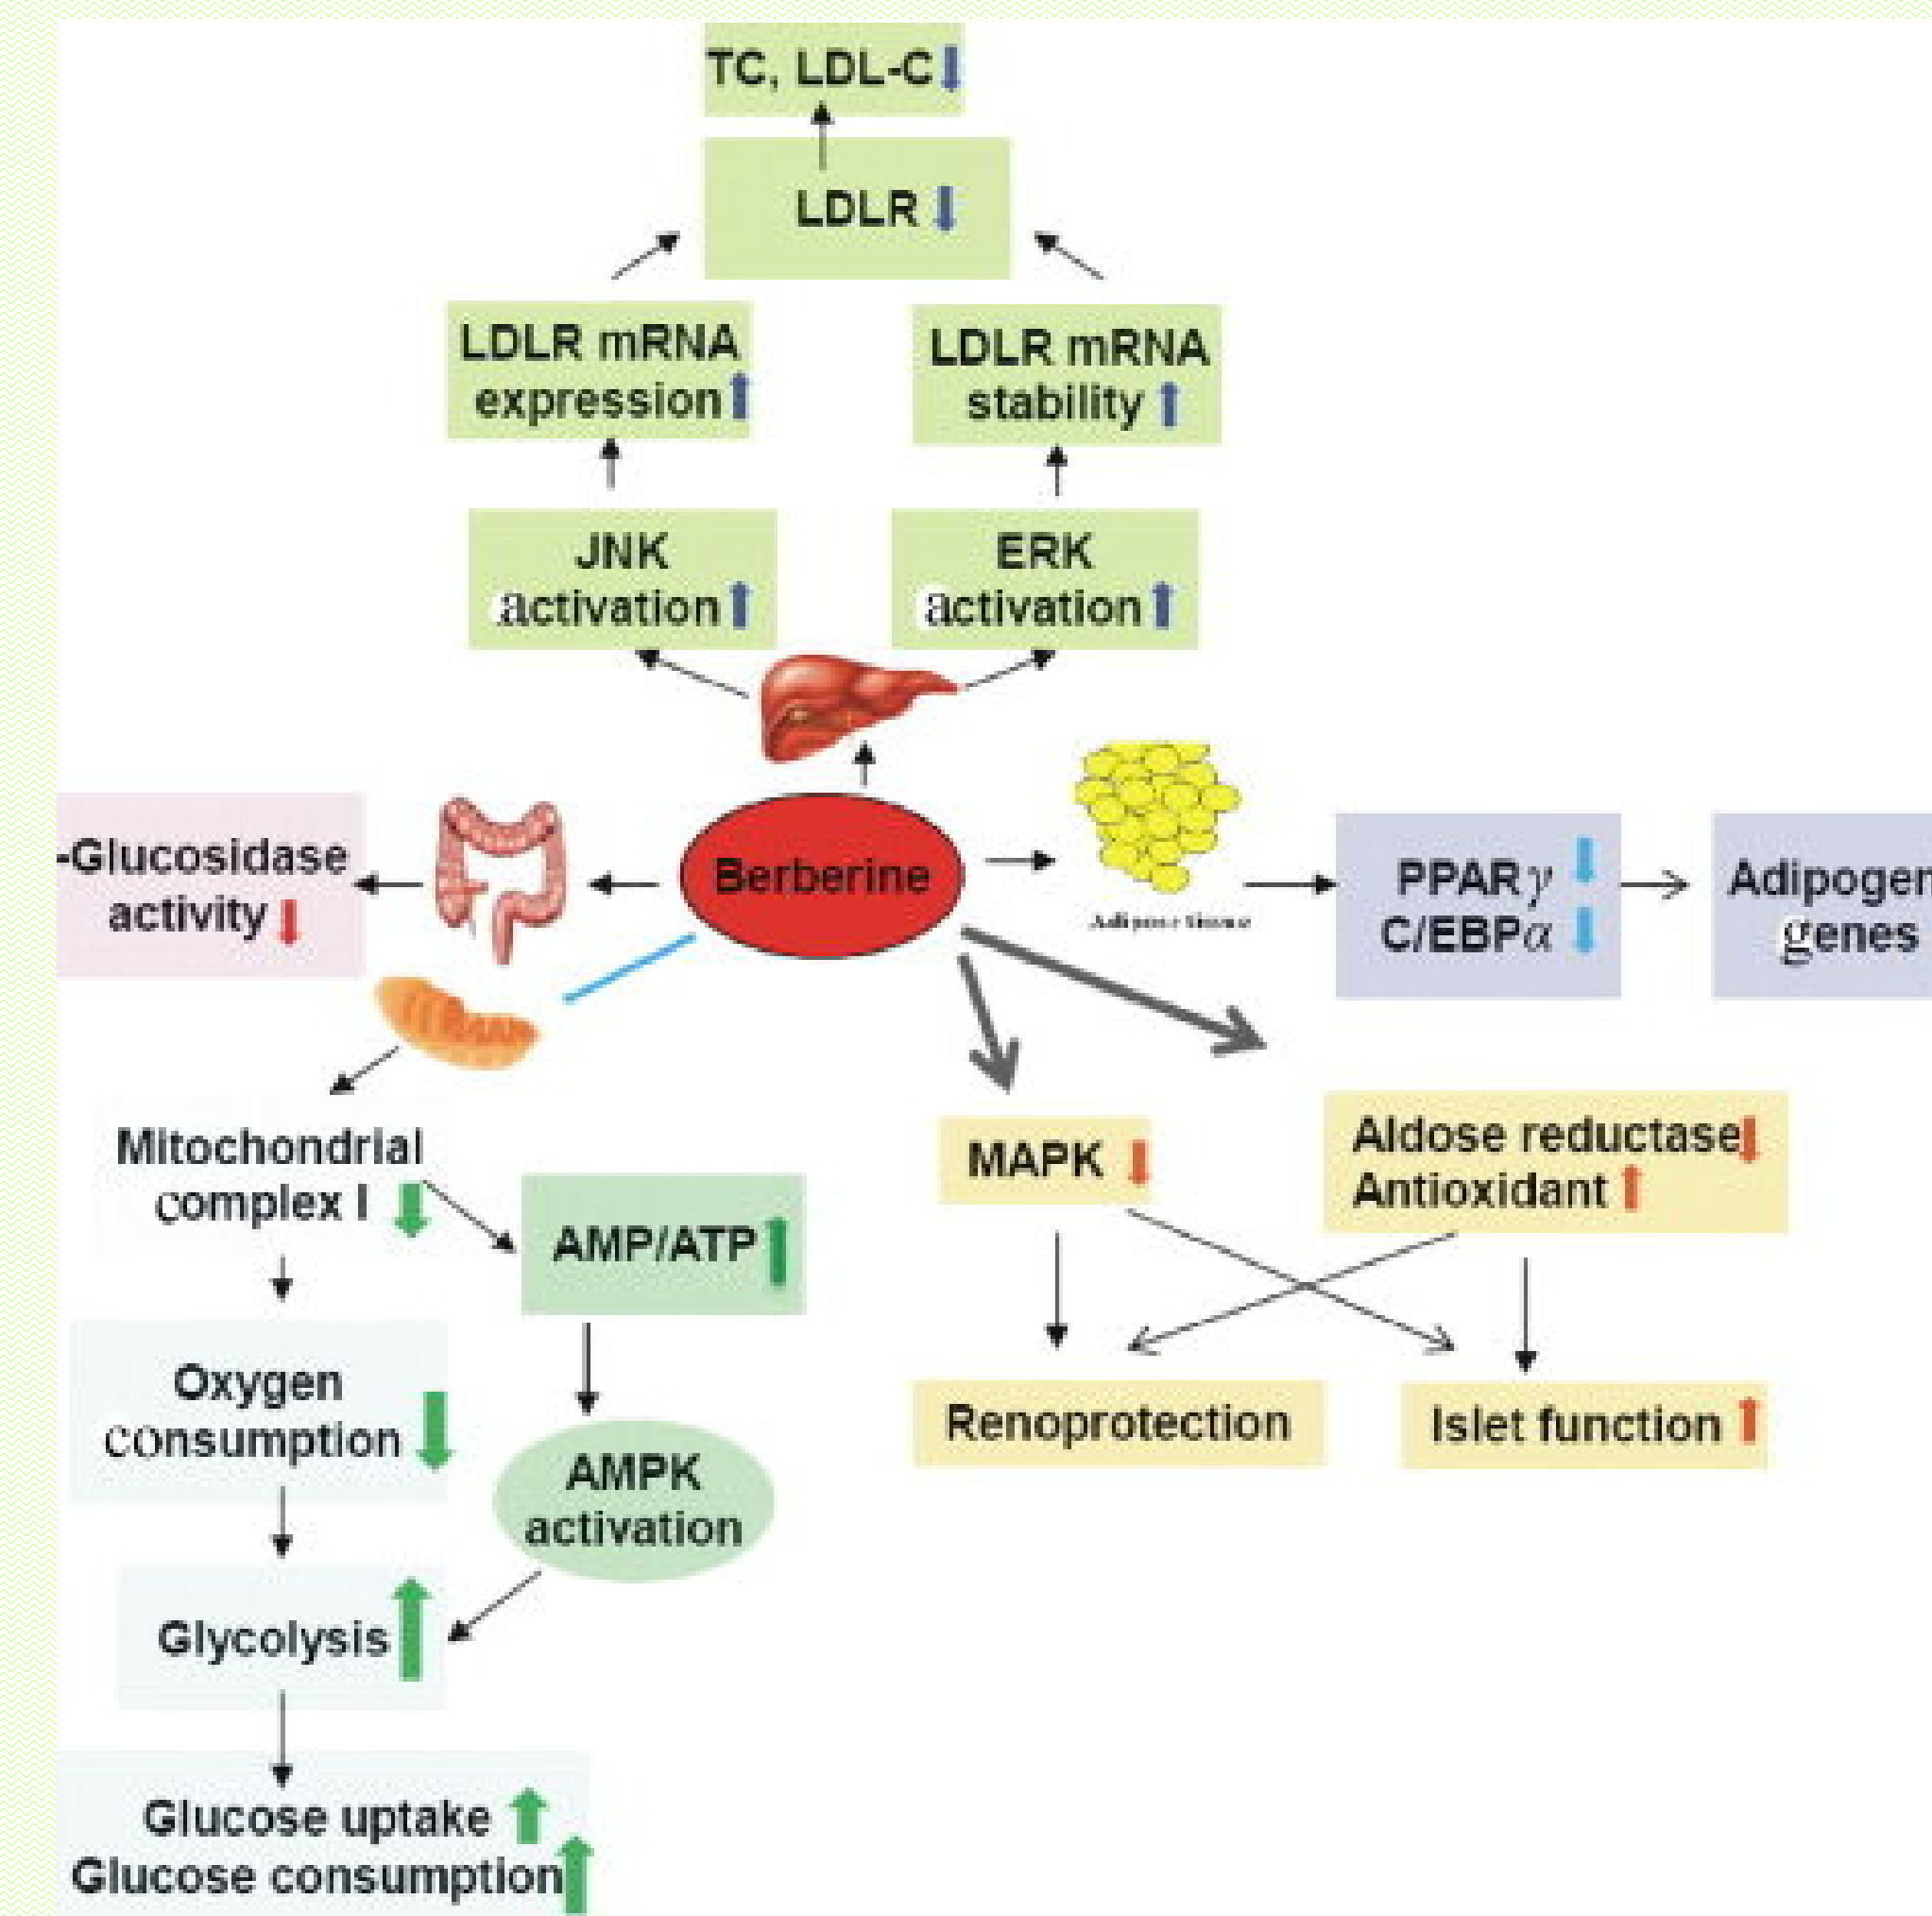 TC, LDL-C
LDLR
LDLR mRNA
expression
LDLR mRNA
stability
JNK
activation
ERK
activation
-Glucosidase
activity
Berberine
Adipose tissue
PPARγ
C/EBPα
Adipogen
genes
Mitochondrial
complex I
AMP/ATP
MAPK
Aldose reductase
Antioxidant
Oxygen
consumption
AMPK
activation
Renoprotection
Islet function
Glycolysis
Glucose uptake
Glucose consumption